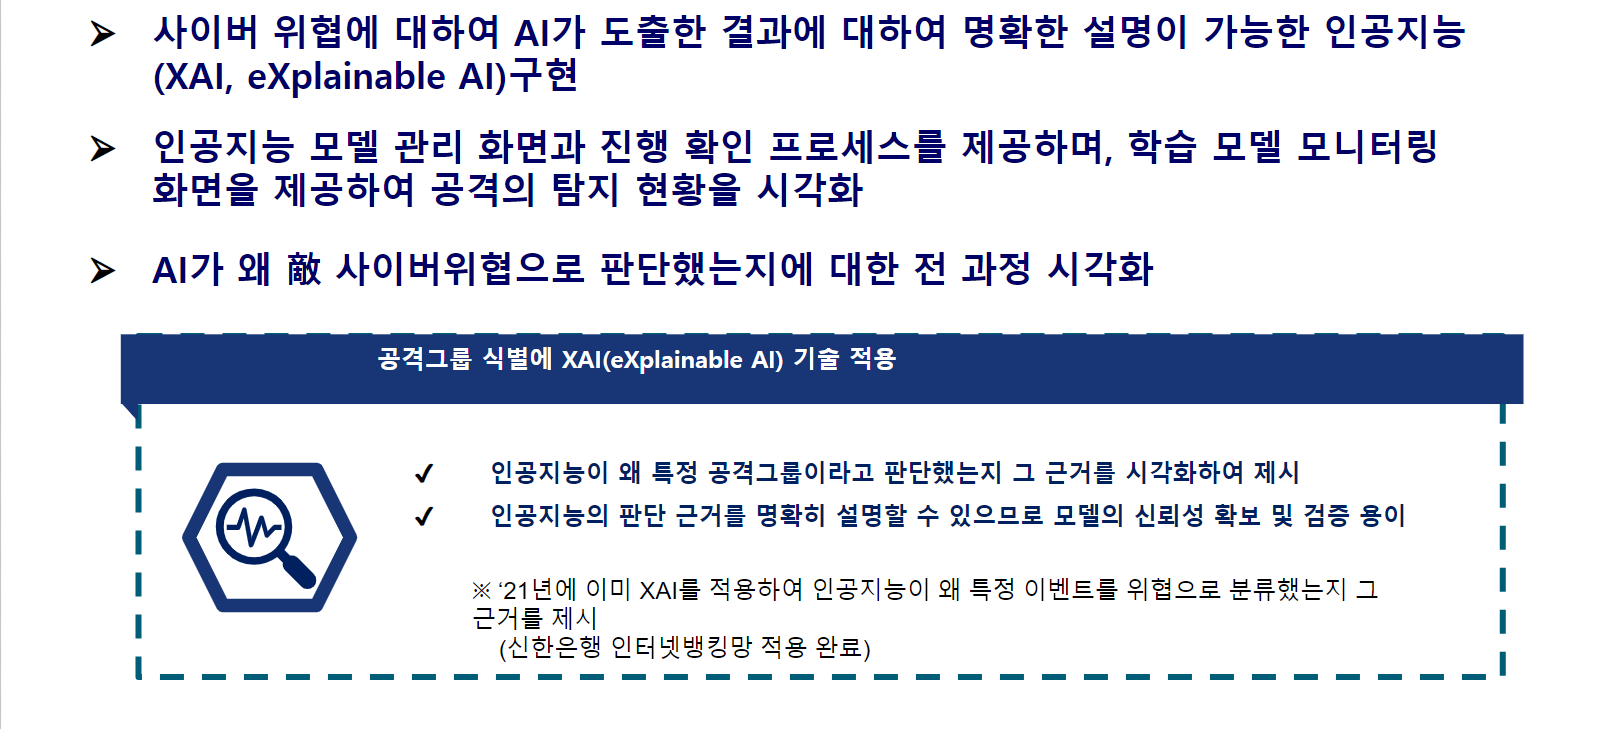 ➢ 사이버 위협에 대하여 AI가 도출한 결과에 대하여 명확한 설명이 가능한 인공지능
(XAI, eXplainable AI)구현
➢ 인공지능 모델 관리 화면과 진행 확인 프로세스를 제공하며, 학습 모델 모니터링
화면을 제공하여 공격의 탐지 현황을 시각화
➢ AI가 왜 敵 사이버위협으로 판단했는지에 대한 전 과정 시각화
공격그룹 식별에 XAI(eXplainable AI) 기술 적용
✔ 인공지능이 왜 특정 공격그룹이라고 판단했는지 그 근거를 시각화하여 제시
✔ 인공지능의 판단 근거를 명확히 설명할 수 있으므로 모델의 신뢰성 확보 및 검증 용이
※ ‘21년에 이미 XAI를 적용하여 인공지능이 왜 특정 이벤트를 위협으로 분류했는지 그
근거를 제시
(신한은행 인터넷뱅킹망 적용 완료)